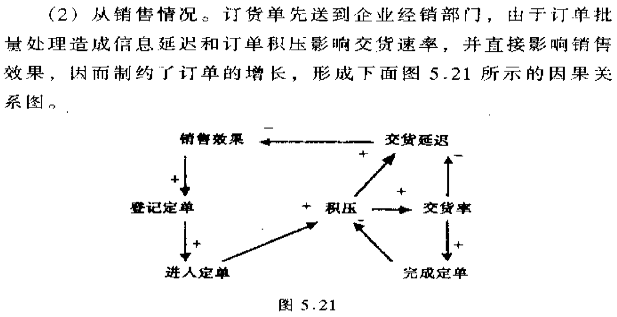 (2) 从销售情况。订货单先送到企业经销部门，由于订单批
量处理造成信息延迟和订单积压影响交货速率，并直接影响销售
效果，因而制约了订单的增长，形成下面图 5.21 所示的因果关
系图。
销售效果 − + 交货延迟
+ −
登记定单 + 积压 + 交货率
+ − +
进入定单 完成定单
图 5.21